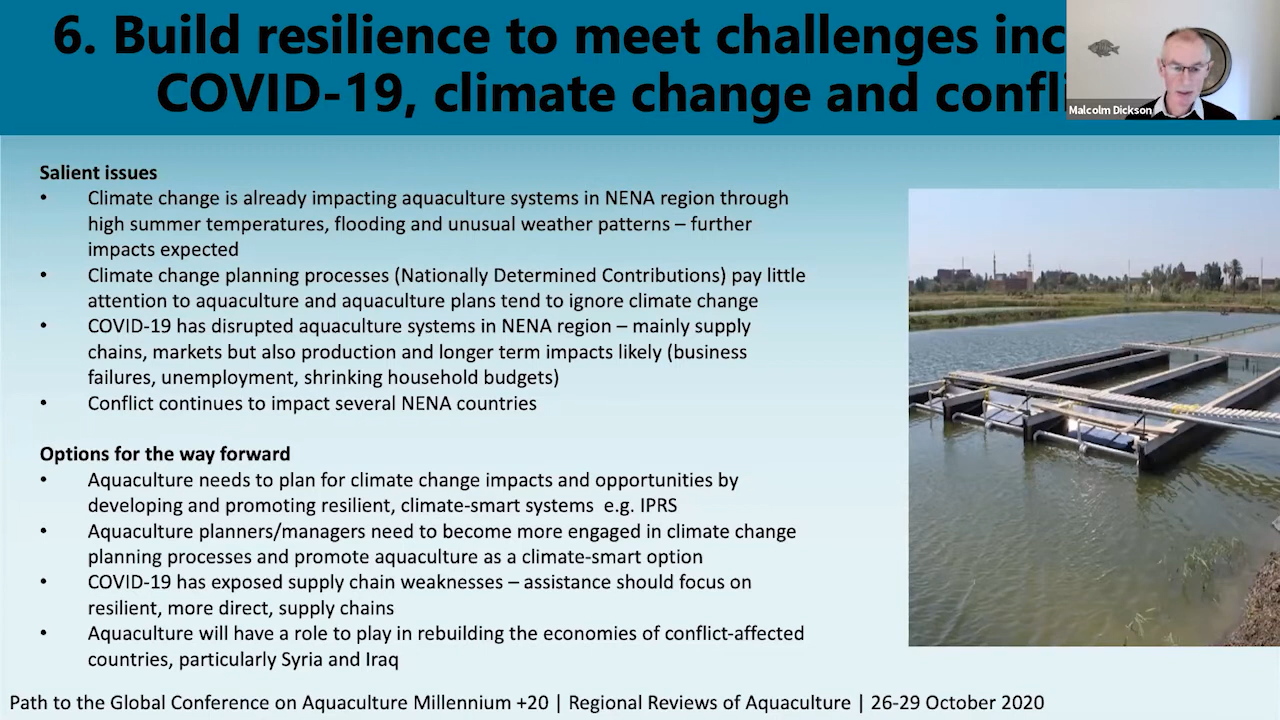 6. Build resilience to meet challenges inc
COVID-19, climate change and confl
Malcolm Dickson
Salient issues
• Climate change is already impacting aquaculture systems in NENA region through
high summer temperatures, flooding and unusual weather patterns – further
impacts expected
• Climate change planning processes (Nationally Determined Contributions) pay little
attention to aquaculture and aquaculture plans tend to ignore climate change
• COVID-19 has disrupted aquaculture systems in NENA region – mainly supply
chains, markets but also production and longer term impacts likely (business
failures, unemployment, shrinking household budgets)
• Conflict continues to impact several NENA countries
Options for the way forward
• Aquaculture needs to plan for climate change impacts and opportunities by
developing and promoting resilient, climate-smart systems e.g. IPRS
• Aquaculture planners/managers need to become more engaged in climate change
planning processes and promote aquaculture as a climate-smart option
• COVID-19 has exposed supply chain weaknesses – assistance should focus on
resilient, more direct, supply chains
• Aquaculture will have a role to play in rebuilding the economies of conflict-affected
countries, particularly Syria and Iraq
Path to the Global Conference on Aquaculture Millennium +20 | Regional Reviews of Aquaculture | 26-29 October 2020